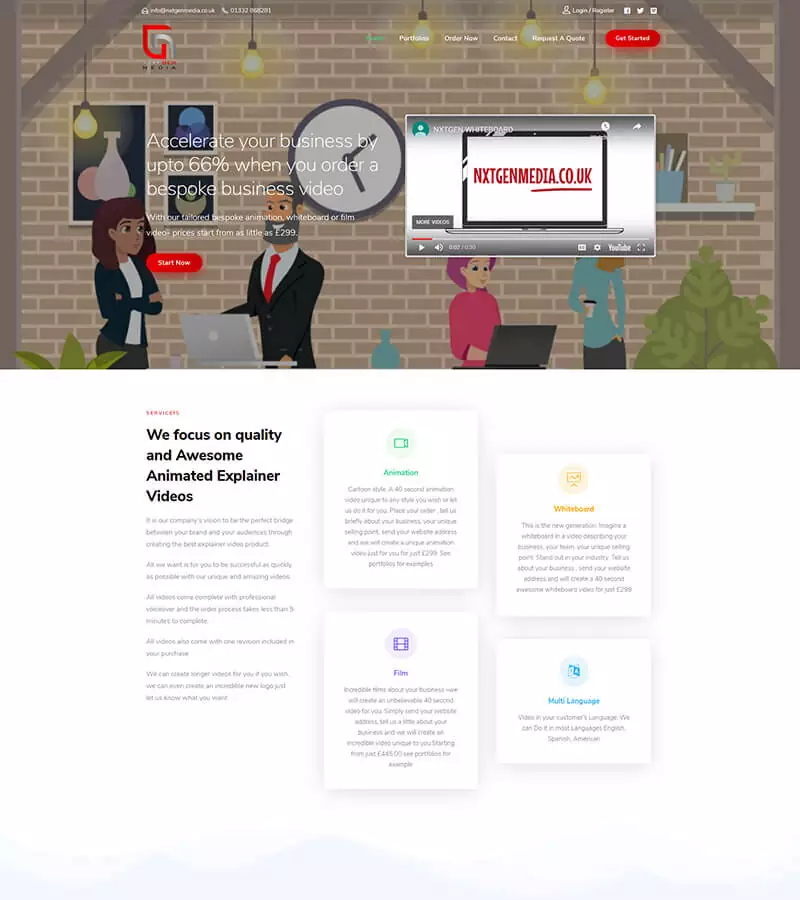 info@nxtgenmedia.co.uk 01332 868281
Login / Register
MEDIA
Home Portfolios Order Now Contact Request A Quote Get Started
Accelerate your business by
upto 66% when you order a
bespoke business video
With our tailored bespoke animation, whiteboard or film
video- prices start from as little as £299.
Start Now
NXTGEN WHITEBOARD
NXTGENMEDIA.CO.UK
MORE VIDEOS
0:02 / 0:30
YouTube
We focus on quality
and Awesome
Animated Explainer
Videos
It is our company's vision to be the perfect bridge
between your brand and your audiences through
creating the best explainer video product.
All we want is for you to be successful as quickly
as possible with our unique and amazing videos.
All videos come complete with professional
voiceover and the order process takes less than 5
minutes to complete.
All videos also come with one revision included in
your purchase
We can create longer videos for you if you wish,
we can even create an incredible new logo just
let us know what you want
Animation
Cartoon style. A 40 second animation
video unique to any style you wish or let
us do it for you. Place your order , tell us
briefly about your business, your unique
selling point, send your website address
and we will create a unique animation
video just for you for just £299. See
portfolios for examples
Whiteboard
This is the new generation. Imagine a
whiteboard in a video describing your
business, your team, your unique selling
point. Stand out in your industry. Tell us
about your business , send your website
address and will create a 40 second
awesome whiteboard video for just £299
Film
Incredible films about your business -we
will create an unbelievable 40 second
video for you. Simply send your website
address, tell us a little about your
business and we will create an
incredible video unique to you Starting
from just £445.00 see portfolios for
example
Multi Language
Video in your customer's Language. We
can Do it in most Languages English,
Spanish, American